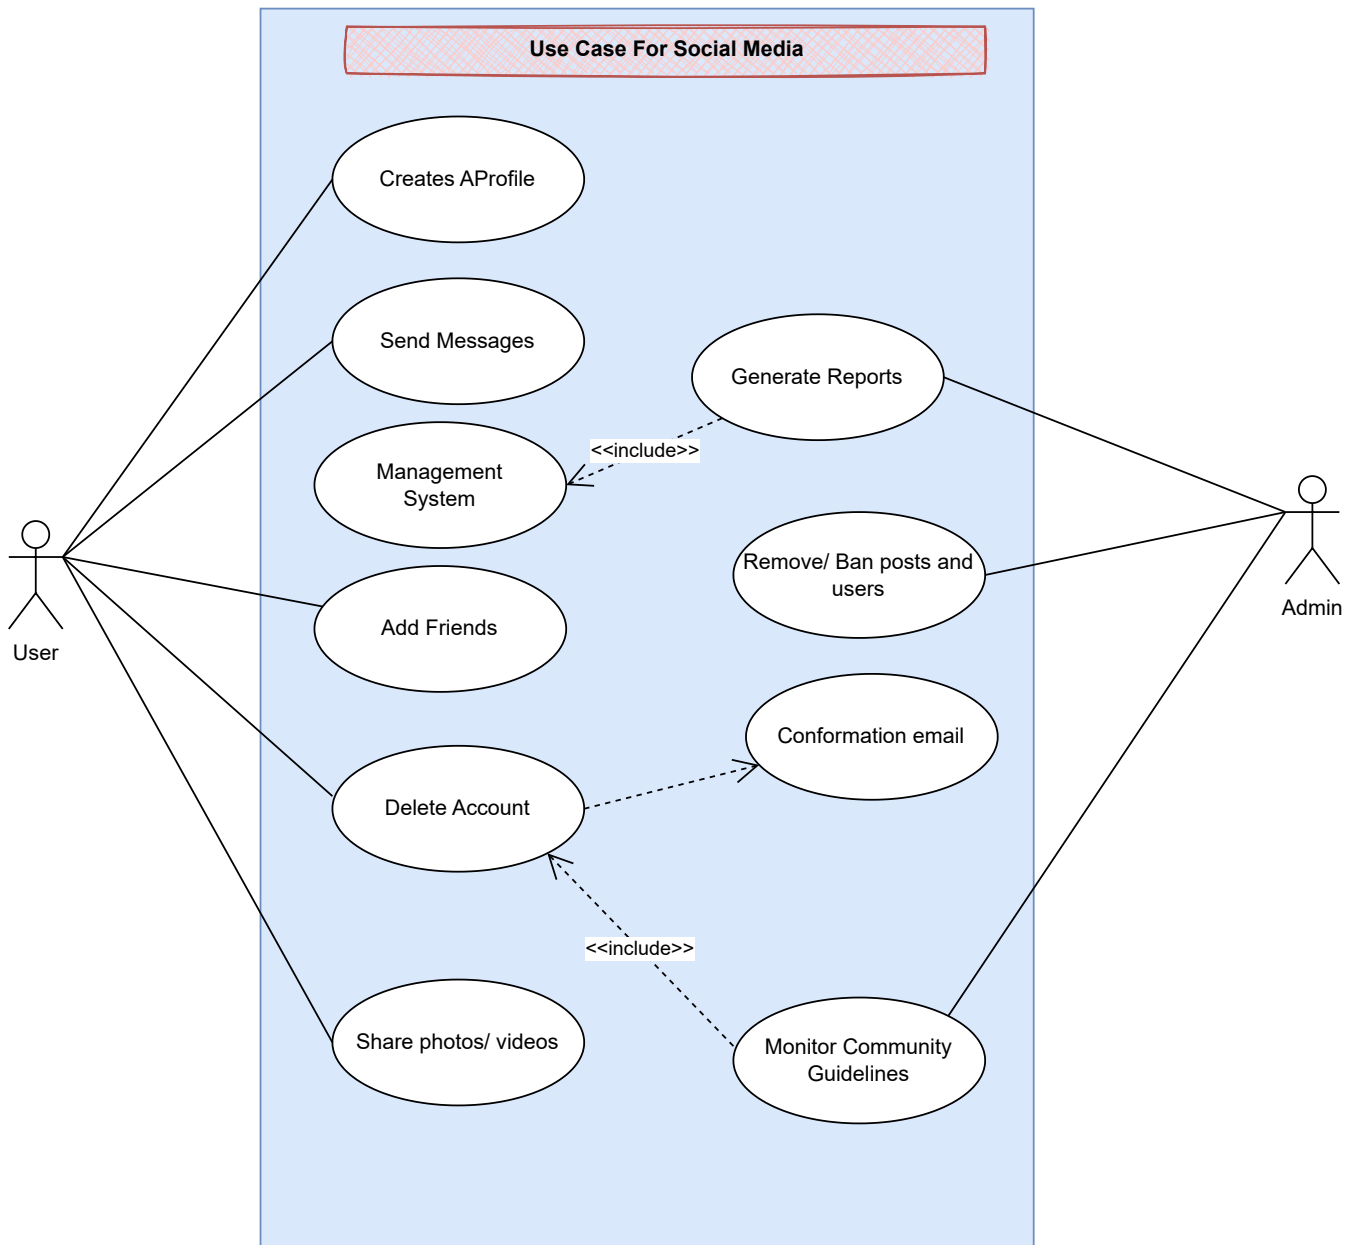 Use Case For Social Media
Creates AProfile
Send Messages
Generate Reports
<<include>>
Management
System
Remove/ Ban posts and
users
Admin
Add Friends
User
Conformation email
Delete Account
<<include>>
Share photos/ videos
Monitor Community
Guidelines